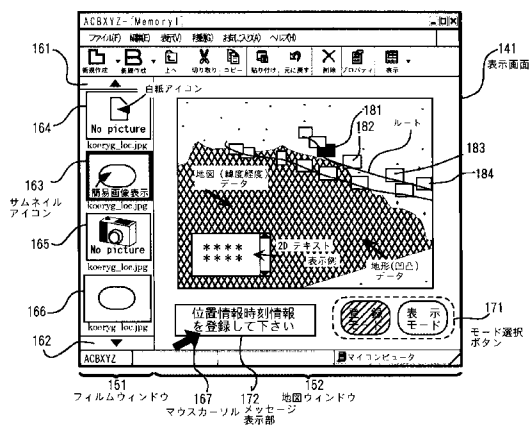 ACBXYZ-[Memory1]
ファイル(F) 編集(E) 表示(V) お気に入り(A) ヘルプ(H)
新規作成 新規作成 上へ 切り取り コピー 貼り付け 元に戻す 削除 プロパティ 表示
141
表示画面
161
白紙アイコン
164
No picture
koeryg_loc.jpg
181
182
ルート
183
184
163
サムネイル
アイコン
簡易画像表示
koeryg_loc.jpg
地図(緯度経度)
データ
165
No picture
koeryg_loc.jpg
＊＊＊＊
＊＊＊＊
2D テキスト
表示例
地形(凹凸)
データ
166
koeryg_loc.jpg
位置情報時刻情報
を登録して下さい
登録
モード
表示
モード
171
モード選択
ボタン
162
ACBXYZ
マイコンピュータ
151
フィルムウィンドウ
167
マウスカーソル
172
メッセージ
表示部
152
地図ウィンドウ